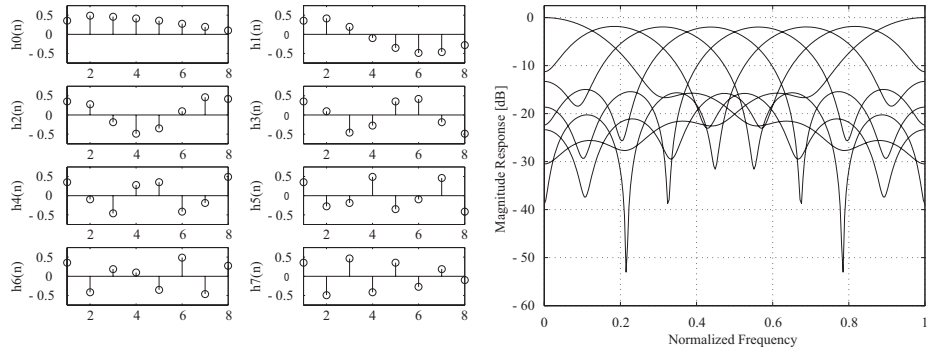 0.5
0
- 0.5
h0(n)
2 4 6 8
0.5
0
- 0.5
h1(n)
2 4 6 8
0.5
0
- 0.5
h2(n)
2 4 6 8
0.5
0
- 0.5
h3(n)
2 4 6 8
0.5
0
- 0.5
h4(n)
2 4 6 8
0.5
0
- 0.5
h5(n)
2 4 6 8
0.5
0
- 0.5
h6(n)
2 4 6 8
0.5
0
- 0.5
h7(n)
2 4 6 8
0
- 10
- 20
- 30
- 40
- 50
- 60
Magnitude Response [dB]
0 0.2 0.4 0.6 0.8 1
Normalized Frequency